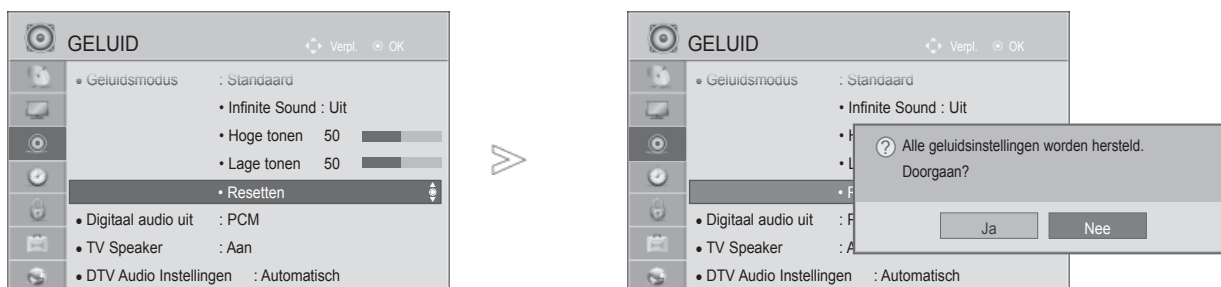 GELUID Verpl. OK
• Geluidsmodus : Standaard
• Infinite Sound : Uit
• Hoge tonen 50
• Lage tonen 50
• Resetten
• Digitaal audio uit : PCM
• TV Speaker : Aan
• DTV Audio Instellingen : Automatisch
GELUID Verpl. OK
• Geluidsmodus : Standaard
• Infinite Sound : Uit
• H
• L
• R
• Digitaal audio uit : P
• TV Speaker : A
• DTV Audio Instellingen : Automatisch
? Alle geluidsinstellingen worden hersteld.
Doorgaan?
Ja Nee